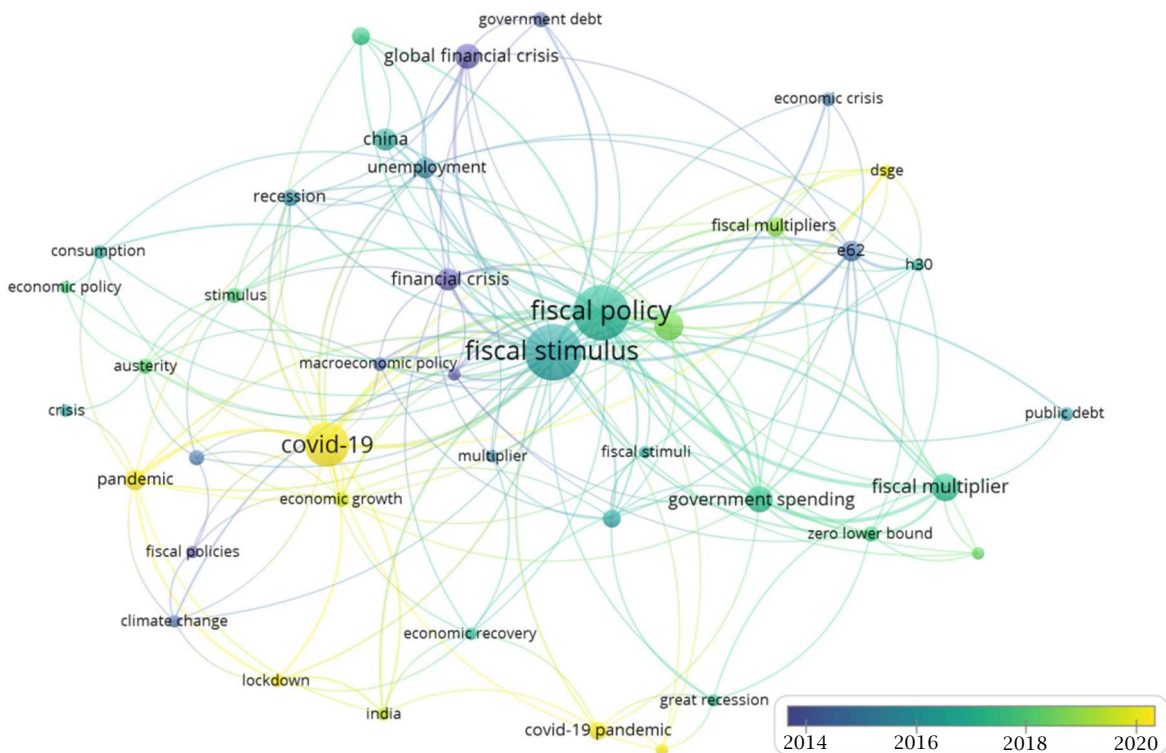 government debt
global financial crisis
economic crisis
china
unemployment
dsge
recession
fiscal multipliers
consumption
e62
h30
financial crisis
economic policy
stimulus
fiscal policy
fiscal stimulus
macroeconomic policy
austerity
crisis
public debt
covid-19
multiplier
fiscal stimuli
pandemic
fiscal multiplier
economic growth
government spending
zero lower bound
fiscal policies
climate change
economic recovery
lockdown
great recession
india
covid-19 pandemic
2014 2016 2018 2020